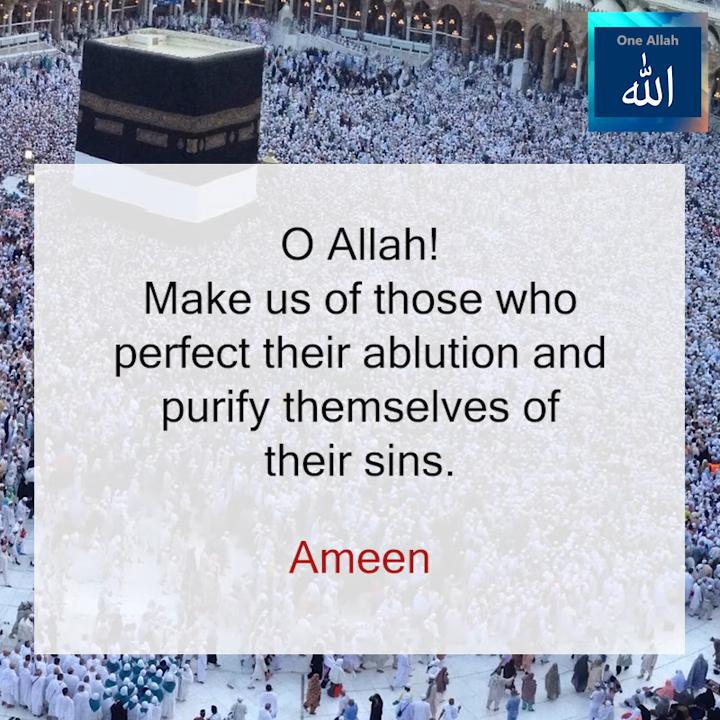 One Allah
الله
O Allah!
Make us of those who
perfect their ablution and
purify themselves of
their sins.
Ameen